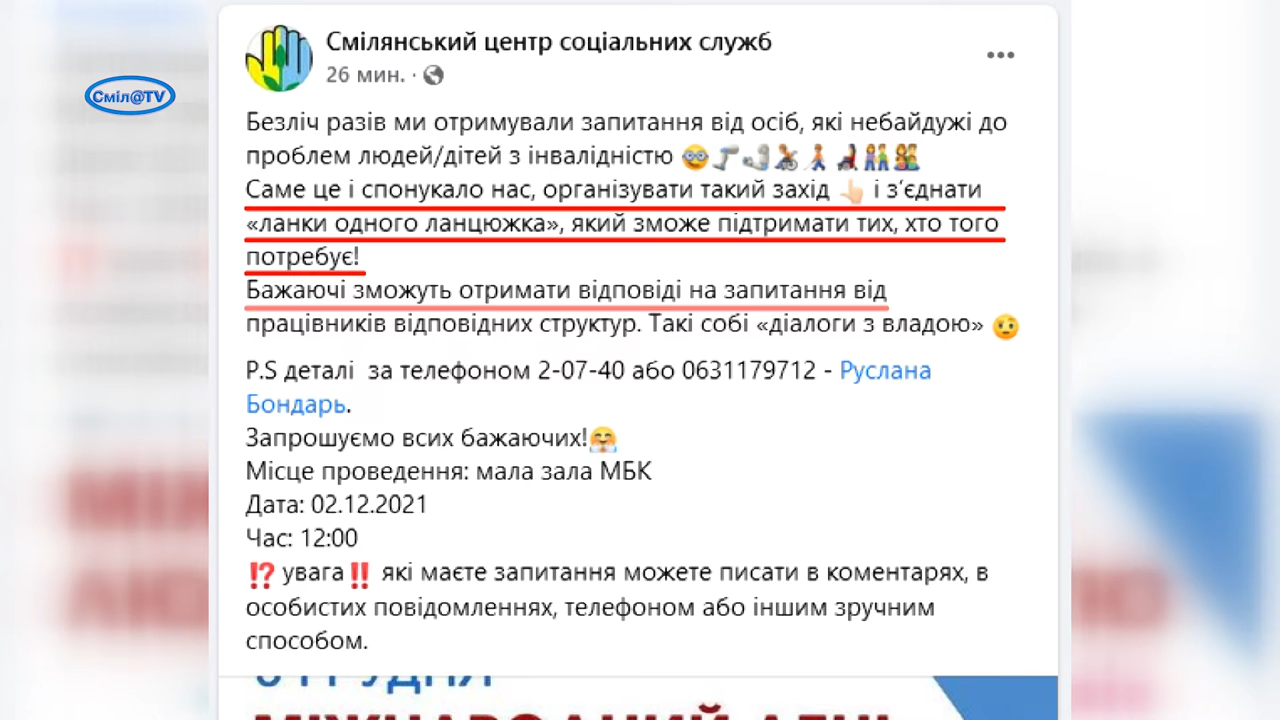 Смілянський центр соціальних служб
26 мин. ·
Сміл@TV
Безліч разів ми отримували запитання від осіб, які небайдужі до
проблем людей/дітей з інвалідністю
Саме це і спонукало нас, організувати такий захід 👆🏻 і з’єднати
«ланки одного ланцюжка», який зможе підтримати тих, хто того
потребує!
Бажаючі зможуть отримати відповіді на запитання від
працівників відповідних структур. Такі собі «діалоги з владою»
P.S деталі за телефоном 2-07-40 або 0631179712 - Руслана
Бондарь.
Запрошуємо всих бажаючих!
Місце проведення: мала зала МБК
Дата: 02.12.2021
Час: 12:00
⁉️ увага‼️ які маєте запитання можете писати в коментарях, в
особистих повідомленнях, телефоном або іншим зручним
способом.
МІЖНАРОДНИЙ ДЕНЬ